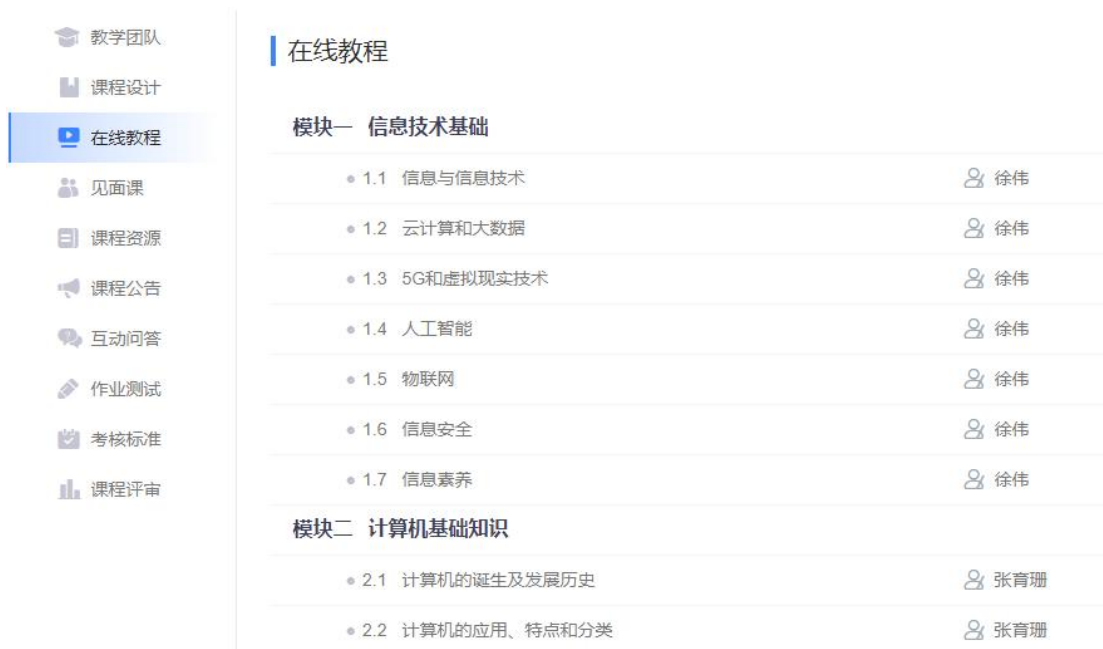 教学团队
课程设计
在线教程
见面课
课程资源
课程公告
互动问答
作业测试
考核标准
课程评审
在线教程
模块一 信息技术基础
1.1 信息与信息技术 徐伟
1.2 云计算和大数据 徐伟
1.3 5G和虚拟现实技术 徐伟
1.4 人工智能 徐伟
1.5 物联网 徐伟
1.6 信息安全 徐伟
1.7 信息素养 徐伟
模块二 计算机基础知识
2.1 计算机的诞生及发展历史 张育珊
2.2 计算机的应用、特点和分类 张育珊